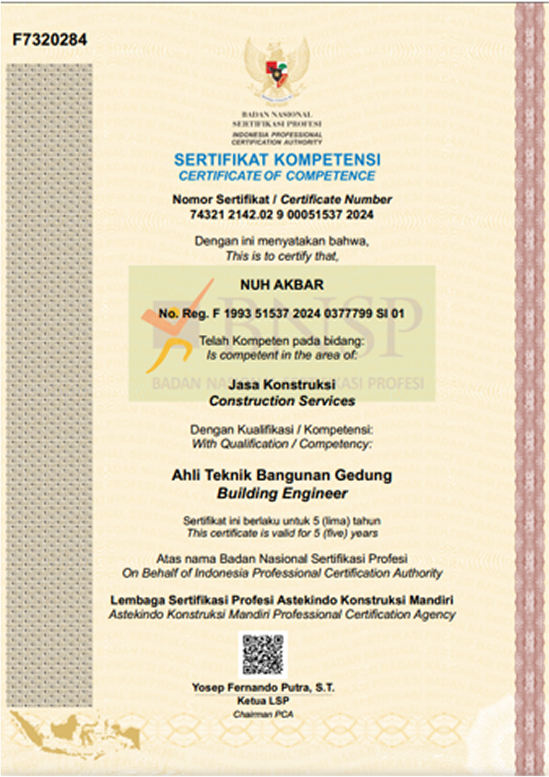 F7320284
BADAN NASIONAL
SERTIFIKASI PROFESI
INDONESIA PROFESSIONAL
CERTIFICATION AUTHORITY
SERTIFIKAT KOMPETENSI
CERTIFICATE OF COMPETENCE
Nomor Sertifikat / Certificate Number
74321 2142.02 9 00051537 2024
Dengan ini menyatakan bahwa,
This is to certify that,
NUH AKBAR
No. Reg. F 1993 51537 2024 0377799 SI 01
BNSP
Telah Kompeten pada bidang:
Is competent in the area of:
BADAN NASIONAL SERTIFIKASI PROFESI
Jasa Konstruksi
Construction Services
Dengan Kualifikasi / Kompetensi:
With Qualification / Competency:
Ahli Teknik Bangunan Gedung
Building Engineer
Sertifikat ini berlaku untuk 5 (lima) tahun
This certificate is valid for 5 (five) years
Atas nama Badan Nasional Sertifikasi Profesi
On Behalf of Indonesia Professional Certification Authority
Lembaga Sertifikasi Profesi Astekindo Konstruksi Mandiri
Astekindo Konstruksi Mandiri Professional Certification Agency
Yosep Fernando Putra, S.T.
Ketua LSP
Chairman PCA